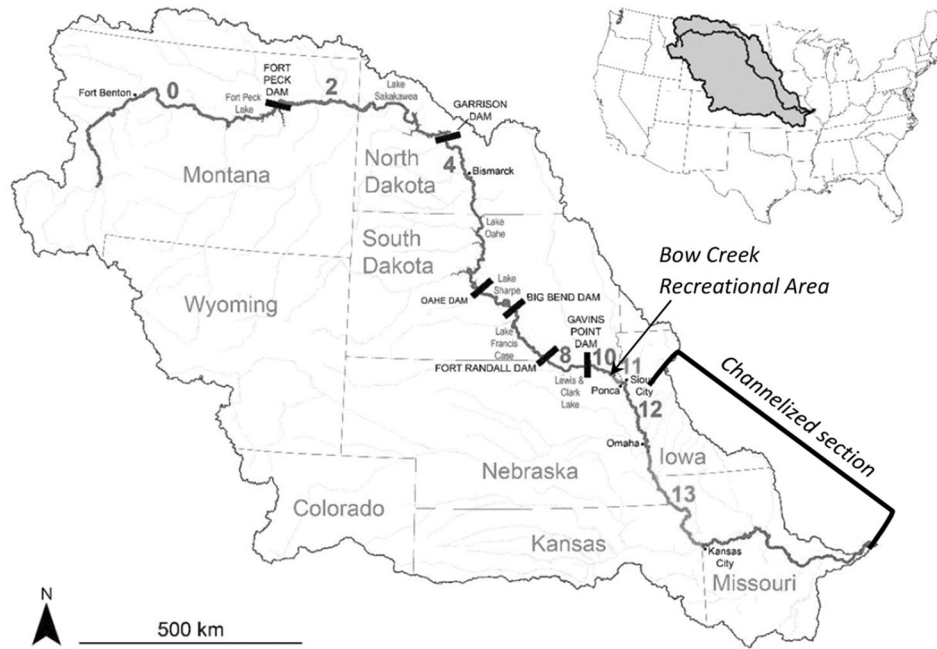 Fort Benton
0
FORT
PECK
DAM
Fort Peck
Lake
2
Lake
Sakakawea
GARRISON
DAM
4
Bismarck
Montana
North
Dakota
Lake
Oahe
South
Dakota
Wyoming
OAHE DAM
Lake
Sharpe
BIG BEND DAM
Lake
Francis
Case
FORT RANDALL DAM
8
GAVINS
POINT
DAM
10
Lewis &
Clark
Lake
Bow Creek
Recreational Area
11
Ponca
Sioux
City
12
Omaha
Iowa
Channelized section
Nebraska
13
Colorado
Kansas
Kansas
City
Missouri
N
500 km